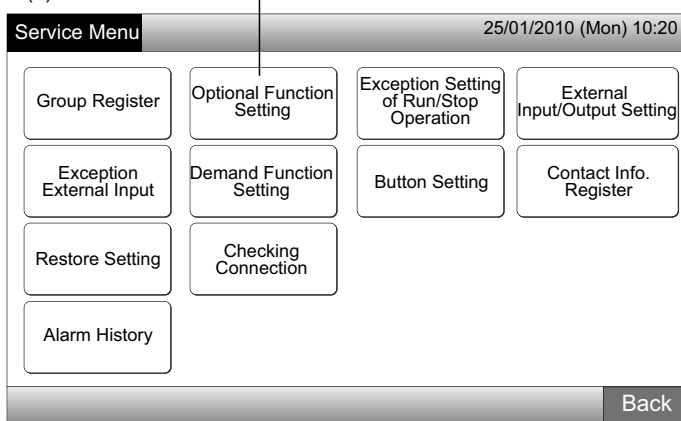 Service Menu
25/01/2010 (Mon) 10:20
Group Register
Optional Function
Setting
Exception Setting
of Run/Stop
Operation
External
Input/Output Setting
Exception
External Input
Demand Function
Setting
Button Setting
Contact Info.
Register
Restore Setting
Checking
Connection
Alarm History
Back